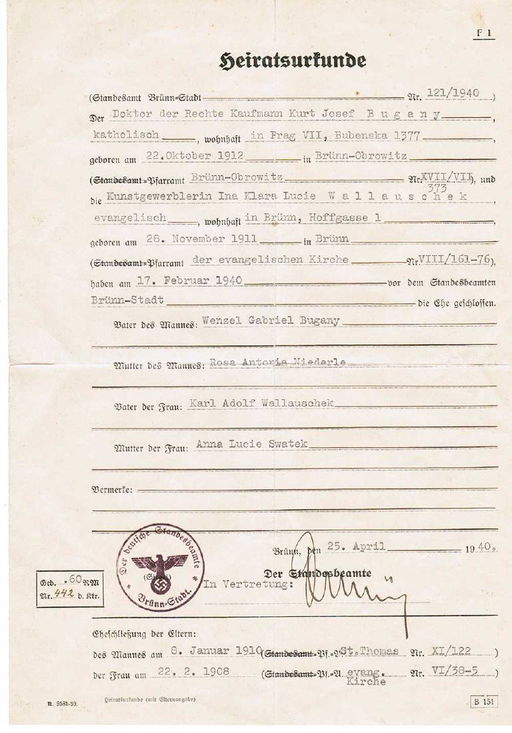 F 1
Heiratsurkunde
(Standesamt Brünn-Stadt Nr. 121/1940)
Der Doktor der Rechte Kaufmann Kurt Josef Bugany,
katholisch, wohnhaft in Prag VII, Bubenska 1377
geboren am 22.Oktober 1912 in Brünn-Obrowitz
(Standesamt-Pfarramt Brünn-Obrowitz Nr. XVII/VII), und
373
die Kunstgewerblerin Ina Klara Lucie Wallauschek
evangelisch, wohnhaft in Brünn, Hoffgasse 1
geboren am 28. November 1911 in Brünn
(Standesamt-Pfarramt der evangelischen Kirche Nr. VIII/161-76),
haben am 17. Februar 1940 vor dem Standesbeamten
Brünn-Stadt die Ehe geschlossen.
Vater des Mannes: Wenzel Gabriel Bugany
Mutter des Mannes: Rosa Antonia Niederle
Vater der Frau: Karl Adolf Wallauschek
Mutter der Frau: Anna Lucie Swatek
Vermerke:
Brünn, den 25. April 1940.
Der deutsche Standesbeamte
Brünn-Stadt.
Der Standesbeamte
In Vertretung:
Geb. .60 RM
Nr. 442 d. Ktr.
Eheschließung der Eltern:
des Mannes am 8. Januar 1910 (Standesamt-Pf. St.Thomas Nr. XI/122)
der Frau am 22.2.1908 (Standesamt-Pf. evang. Nr. VI/38-5)
Kirche
Heiratsurkunde (mit Elternangabe)
B 151